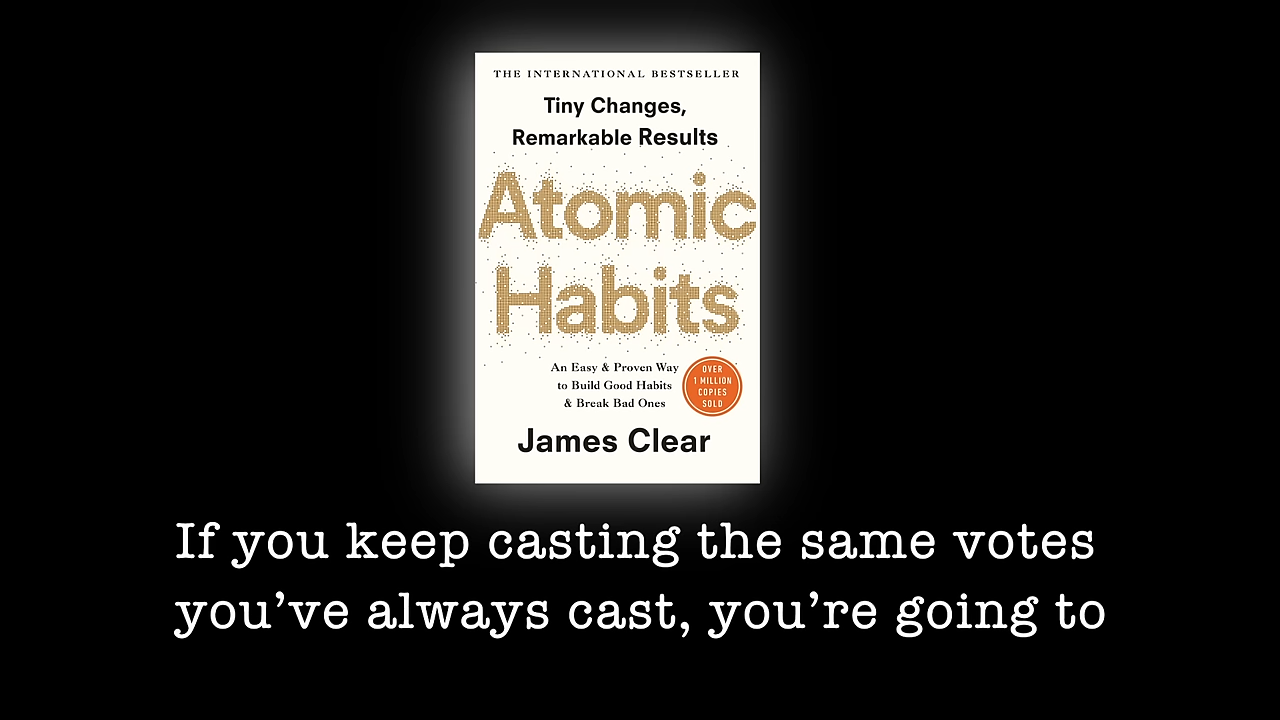 THE INTERNATIONAL BESTSELLER
Tiny Changes,
Remarkable Results
Atomic
Habits
An Easy & Proven Way
to Build Good Habits
& Break Bad Ones
OVER
1 MILLION
COPIES
SOLD
James Clear
If you keep casting the same votes
you’ve always cast, you’re going to